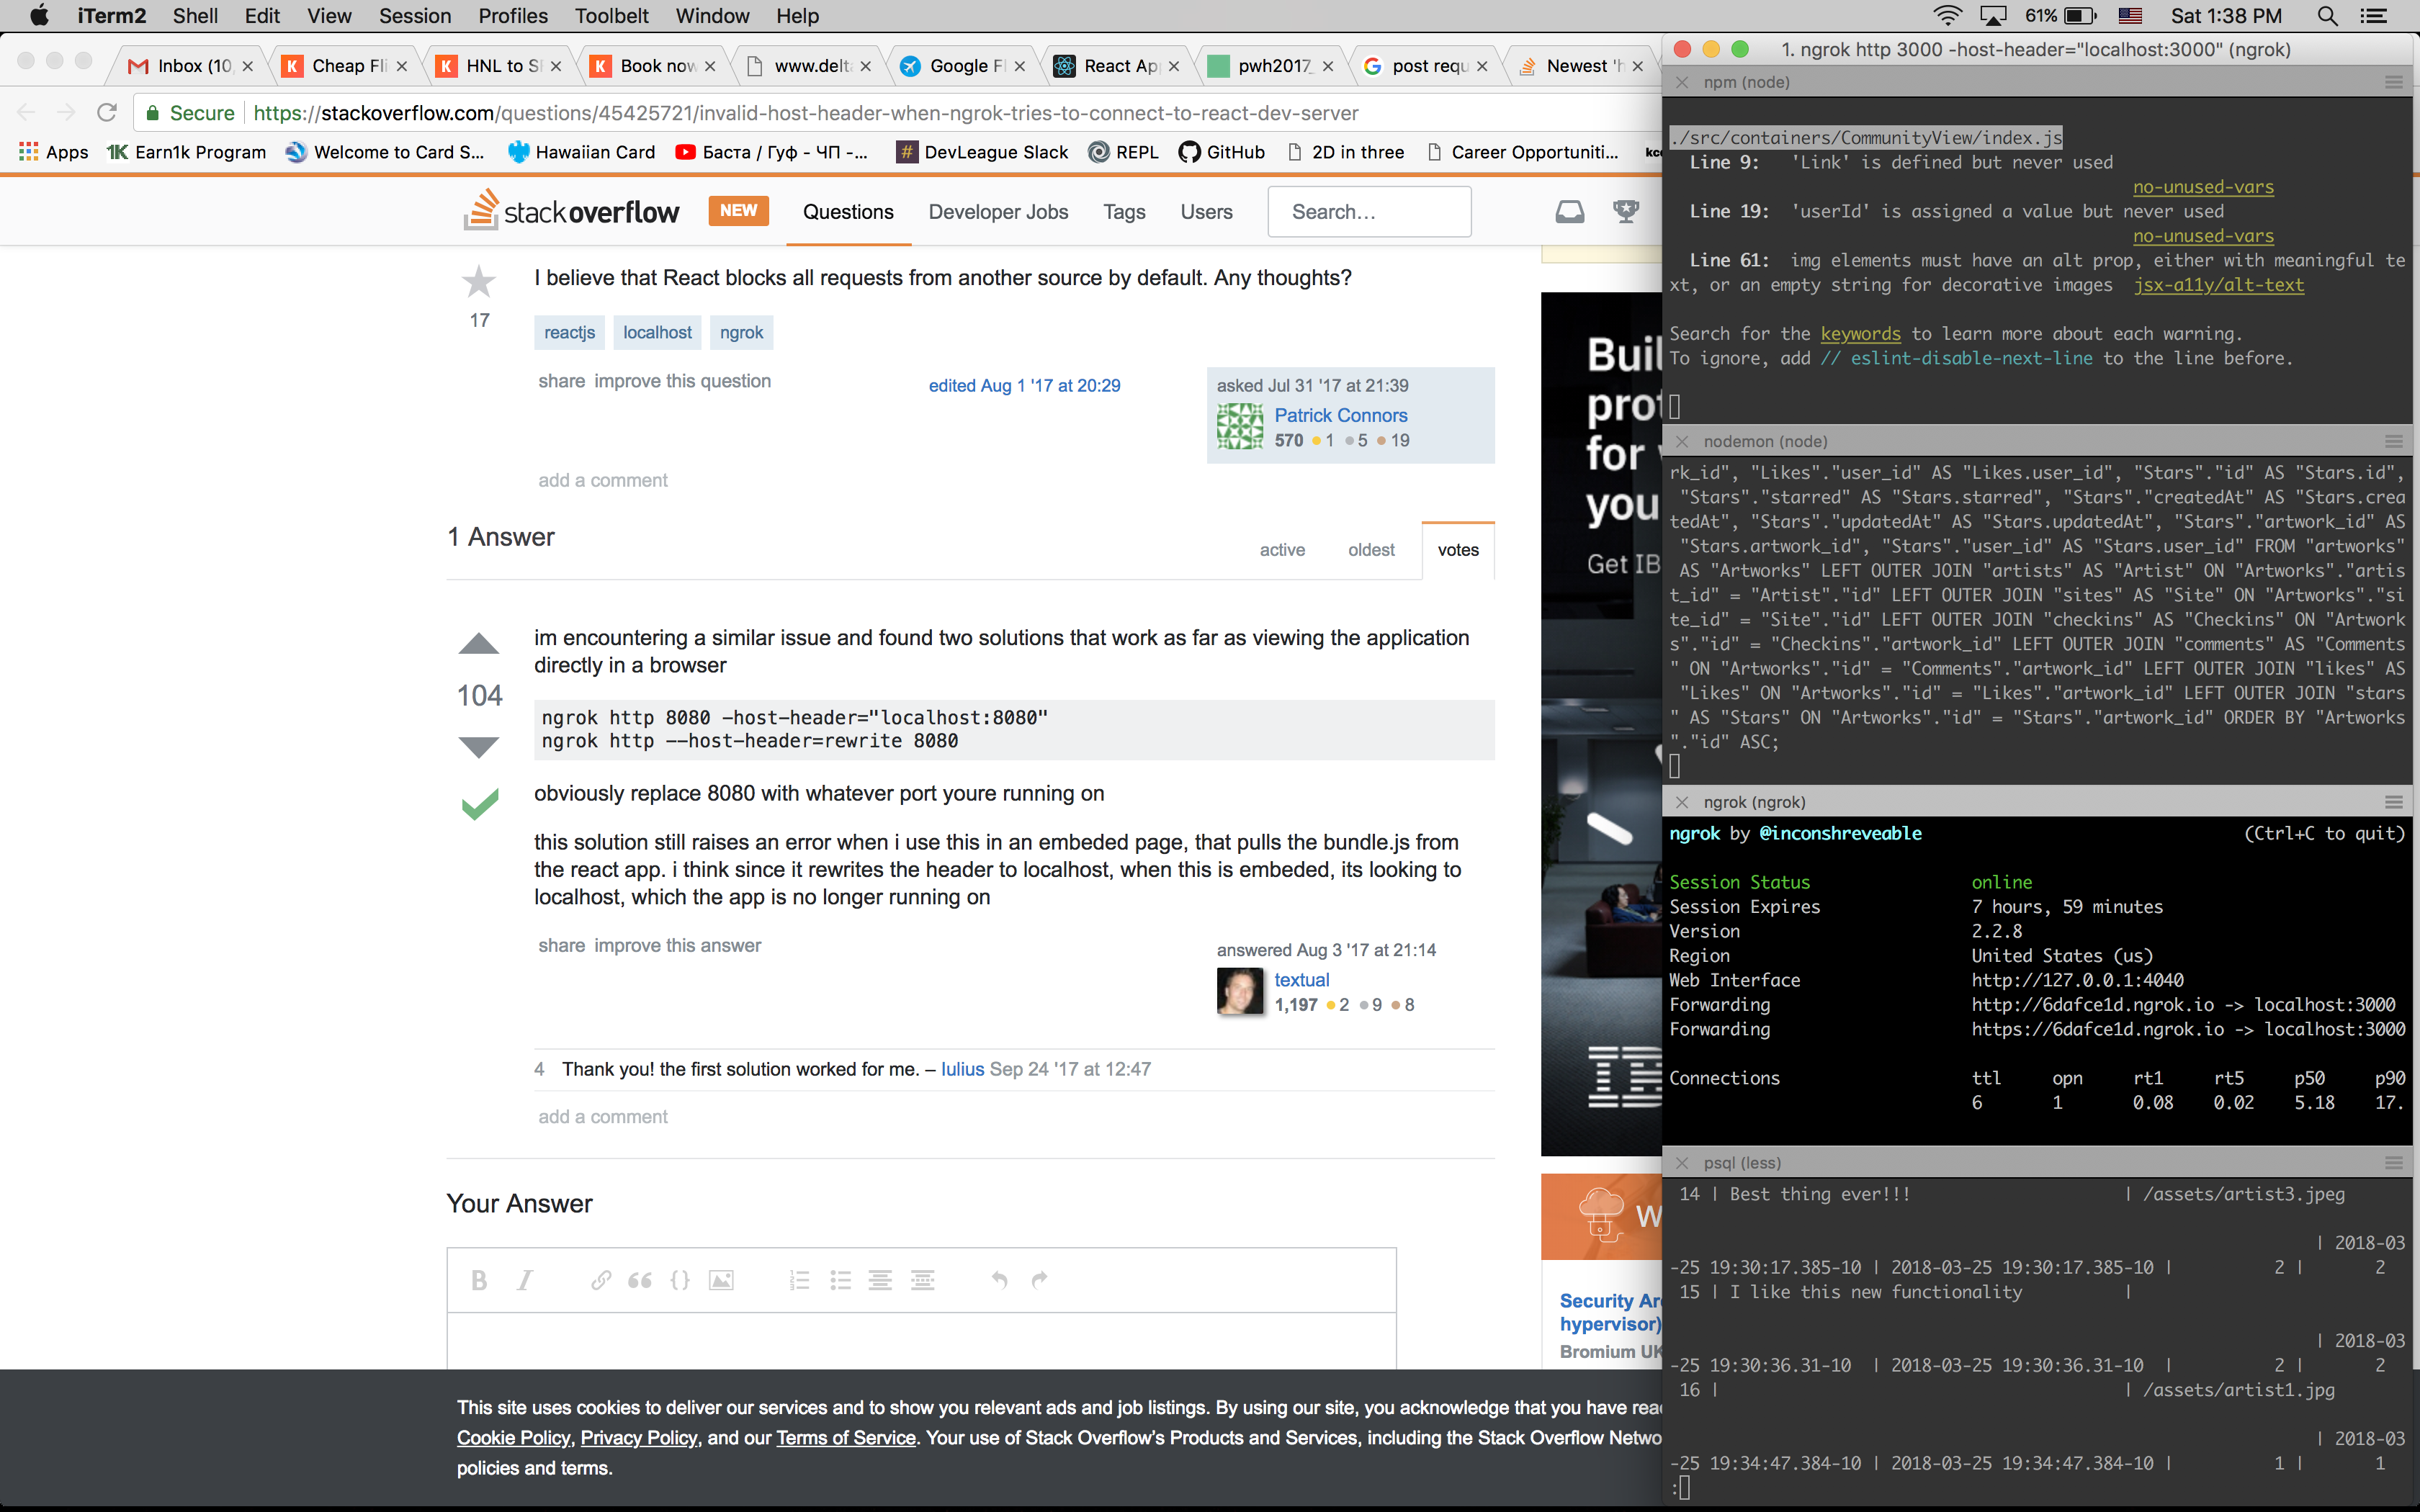 iTerm2 Shell Edit View Session Profiles Toolbelt Window Help 61% Sat 1:38 PM
Inbox (10, Cheap Fli HNL to S Book now www.delta Google F React Ap pwh2017_ post requ Newest 'h
Secure https://stackoverflow.com/questions/45425721/invalid-host-header-when-ngrok-tries-to-connect-to-react-dev-server
Apps 1K Earn1k Program Welcome to Card S... Hawaiian Card Баста / Гуф - ЧП -... # DevLeague Slack REPL GitHub 2D in three Career Opportuniti... kc
stackoverflow NEW Questions Developer Jobs Tags Users Search...
I believe that React blocks all requests from another source by default. Any thoughts?
17
reactjs localhost ngrok
share improve this question edited Aug 1 '17 at 20:29 asked Jul 31 '17 at 21:39
Patrick Connors
570 1 5 19
add a comment
1 Answer
active oldest votes
im encountering a similar issue and found two solutions that work as far as viewing the application
directly in a browser
104
ngrok http 8080 -host-header="localhost:8080"
ngrok http --host-header=rewrite 8080
obviously replace 8080 with whatever port youre running on
this solution still raises an error when i use this in an embeded page, that pulls the bundle.js from
the react app. i think since it rewrites the header to localhost, when this is embeded, its looking to
localhost, which the app is no longer running on
share improve this answer answered Aug 3 '17 at 21:14
textual
1,197 2 9 8
4 Thank you! the first solution worked for me. – Iulius Sep 24 '17 at 12:47
add a comment
Your Answer
B I
This site uses cookies to deliver our services and to show you relevant ads and job listings. By using our site, you acknowledge that you have rea
Cookie Policy, Privacy Policy, and our Terms of Service. Your use of Stack Overflow's Products and Services, including the Stack Overflow Netwo
policies and terms.
Buil
prot
for
you
Get IB
IB
W
Security Ar
hypervisor)
Bromium UK
1. ngrok http 3000 -host-header="localhost:3000" (ngrok)
npm (node)
./src/containers/CommunityView/index.js
Line 9: 'Link' is defined but never used
no-unused-vars
Line 19: 'userId' is assigned a value but never used
no-unused-vars
Line 61: img elements must have an alt prop, either with meaningful te
xt, or an empty string for decorative images jsx-a11y/alt-text
Search for the keywords to learn more about each warning.
To ignore, add // eslint-disable-next-line to the line before.
nodemon (node)
rk_id", "Likes"."user_id" AS "Likes.user_id", "Stars"."id" AS "Stars.id",
"Stars"."starred" AS "Stars.starred", "Stars"."createdAt" AS "Stars.crea
tedAt", "Stars"."updatedAt" AS "Stars.updatedAt", "Stars"."artwork_id" AS
"Stars.artwork_id", "Stars"."user_id" AS "Stars.user_id" FROM "artworks"
AS "Artworks" LEFT OUTER JOIN "artists" AS "Artist" ON "Artworks"."artis
t_id" = "Artist"."id" LEFT OUTER JOIN "sites" AS "Site" ON "Artworks"."si
te_id" = "Site"."id" LEFT OUTER JOIN "checkins" AS "Checkins" ON "Artwork
s"."id" = "Checkins"."artwork_id" LEFT OUTER JOIN "comments" AS "Comments
" ON "Artworks"."id" = "Comments"."artwork_id" LEFT OUTER JOIN "likes" AS
"Likes" ON "Artworks"."id" = "Likes"."artwork_id" LEFT OUTER JOIN "stars
" AS "Stars" ON "Artworks"."id" = "Stars"."artwork_id" ORDER BY "Artworks
"."id" ASC;
ngrok (ngrok)
ngrok by @inconshreveable (Ctrl+C to quit)
Session Status online
Session Expires 7 hours, 59 minutes
Version 2.2.8
Region United States (us)
Web Interface http://127.0.0.1:4040
Forwarding http://6dafce1d.ngrok.io -> localhost:3000
Forwarding https://6dafce1d.ngrok.io -> localhost:3000
Connections ttl opn rt1 rt5 p50 p90
6 1 0.08 0.02 5.18 17.
psql (less)
14 | Best thing ever!!! | /assets/artist3.jpeg
| 2018-03
-25 19:30:17.385-10 | 2018-03-25 19:30:17.385-10 | 2 | 2
15 | I like this new functionality |
| 2018-03
-25 19:30:36.31-10 | 2018-03-25 19:30:36.31-10 | 2 | 2
16 | | /assets/artist1.jpg
| 2018-03
-25 19:34:47.384-10 | 2018-03-25 19:34:47.384-10 | 1 | 1
: